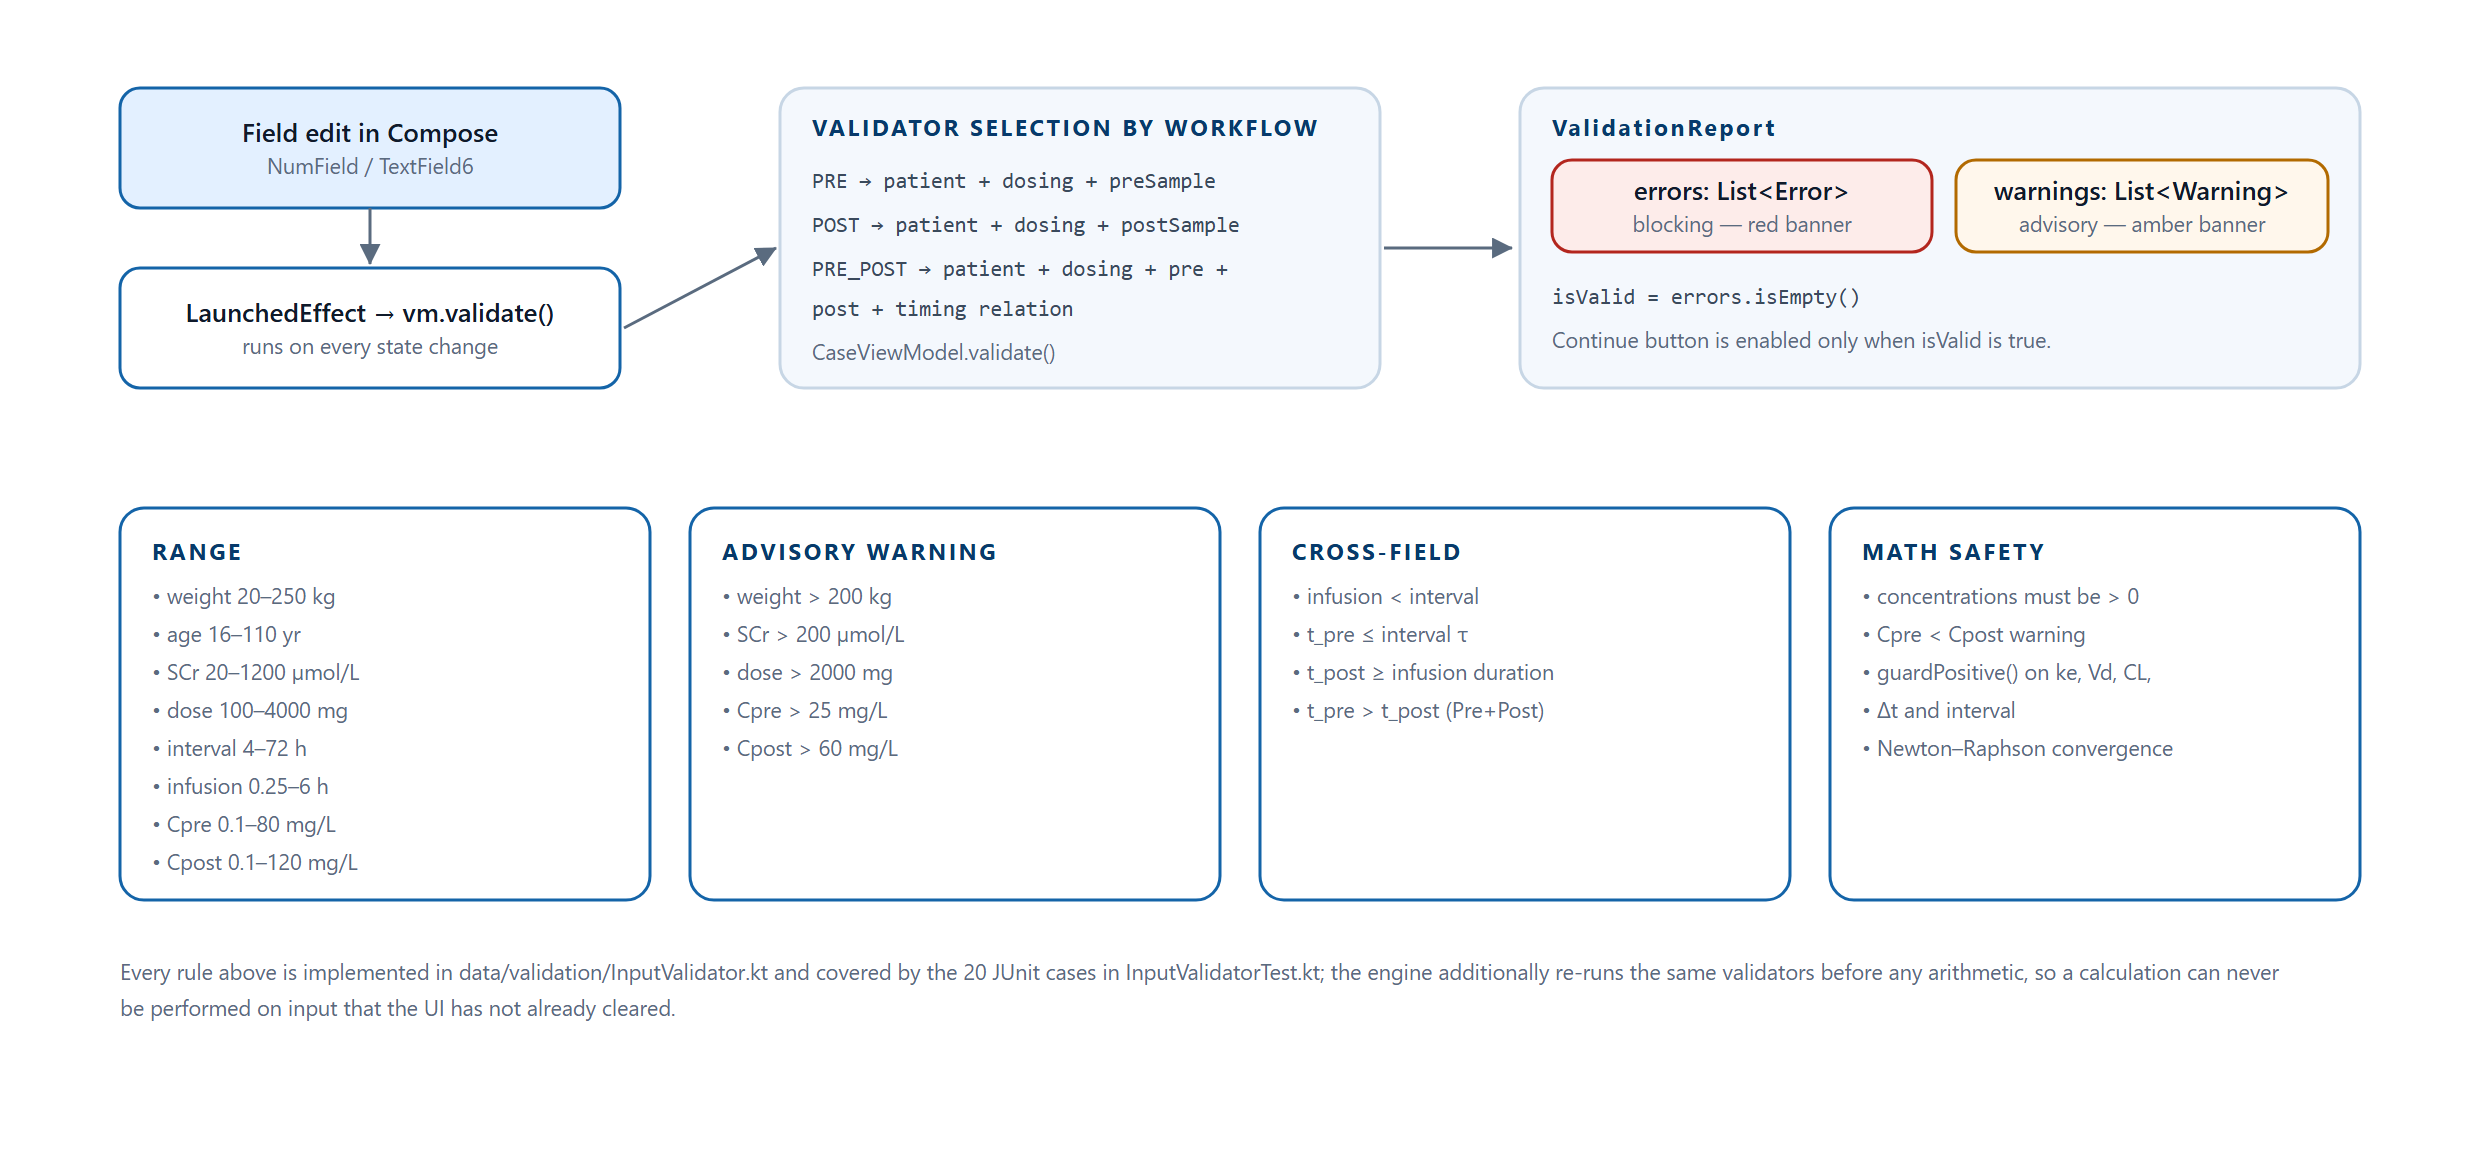 Field edit in Compose
NumField / TextField6
LaunchedEffect → vm.validate()
runs on every state change
VALIDATOR SELECTION BY WORKFLOW
PRE → patient + dosing + preSample
POST → patient + dosing + postSample
PRE_POST → patient + dosing + pre +
post + timing relation
CaseViewModel.validate()
ValidationReport
errors: List<Error>
blocking — red banner
warnings: List<Warning>
advisory — amber banner
isValid = errors.isEmpty()
Continue button is enabled only when isValid is true.
RANGE
• weight 20–250 kg
• age 16–110 yr
• SCr 20–1200 µmol/L
• dose 100–4000 mg
• interval 4–72 h
• infusion 0.25–6 h
• Cpre 0.1–80 mg/L
• Cpost 0.1–120 mg/L
ADVISORY WARNING
• weight > 200 kg
• SCr > 200 µmol/L
• dose > 2000 mg
• Cpre > 25 mg/L
• Cpost > 60 mg/L
CROSS-FIELD
• infusion < interval
• t_pre ≤ interval τ
• t_post ≥ infusion duration
• t_pre > t_post (Pre+Post)
MATH SAFETY
• concentrations must be > 0
• Cpre < Cpost warning
• guardPositive() on ke, Vd, CL,
• Δt and interval
• Newton–Raphson convergence
Every rule above is implemented in data/validation/InputValidator.kt and covered by the 20 JUnit cases in InputValidatorTest.kt; the engine additionally re-runs the same validators before any arithmetic, so a calculation can never
be performed on input that the UI has not already cleared.